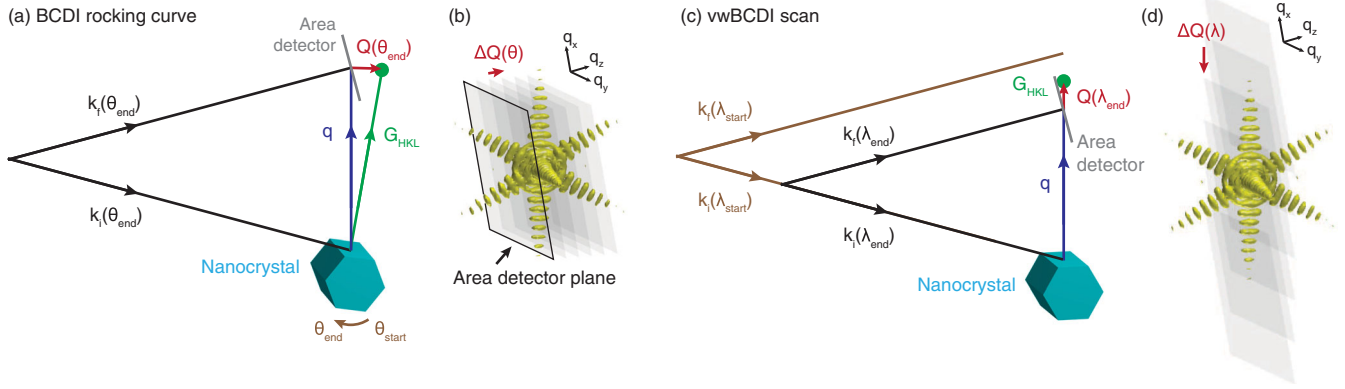 (a) BCDI rocking curve
Area
detector
Q(θend)
kf(θend)
q
GHKL
ki(θend)
Nanocrystal
θend
θstart
(b)
ΔQ(θ)
qx
qz
qy
Area detector plane
(c) vwBCDI scan
kf(λstart)
GHKL
Q(λend)
kf(λend)
Area
detector
ki(λstart)
q
ki(λend)
Nanocrystal
(d)
ΔQ(λ)
qx
qz
qy